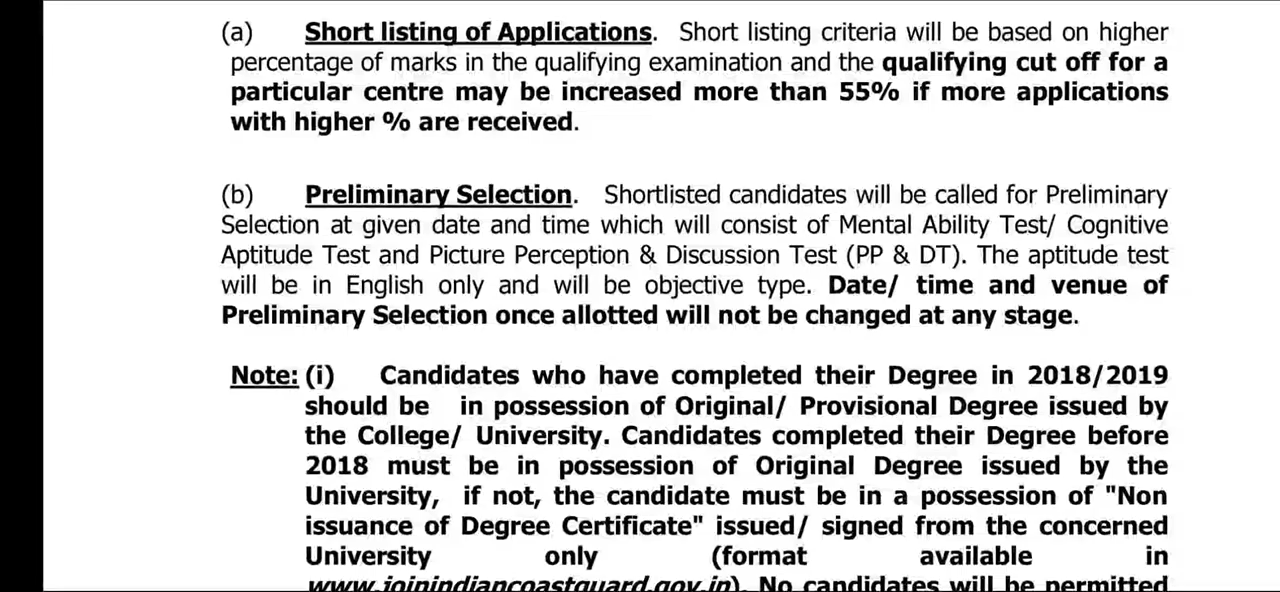 (a) Short listing of Applications. Short listing criteria will be based on higher
percentage of marks in the qualifying examination and the qualifying cut off for a
particular centre may be increased more than 55% if more applications
with higher % are received.
(b) Preliminary Selection. Shortlisted candidates will be called for Preliminary
Selection at given date and time which will consist of Mental Ability Test/ Cognitive
Aptitude Test and Picture Perception & Discussion Test (PP & DT). The aptitude test
will be in English only and will be objective type. Date/ time and venue of
Preliminary Selection once allotted will not be changed at any stage.
Note: (i) Candidates who have completed their Degree in 2018/2019
should be in possession of Original/ Provisional Degree issued by
the College/ University. Candidates completed their Degree before
2018 must be in possession of Original Degree issued by the
University, if not, the candidate must be in a possession of "Non
issuance of Degree Certificate" issued/ signed from the concerned
University only (format available in
www.joinindiancoastguard.gov.in). No candidates will be permitted